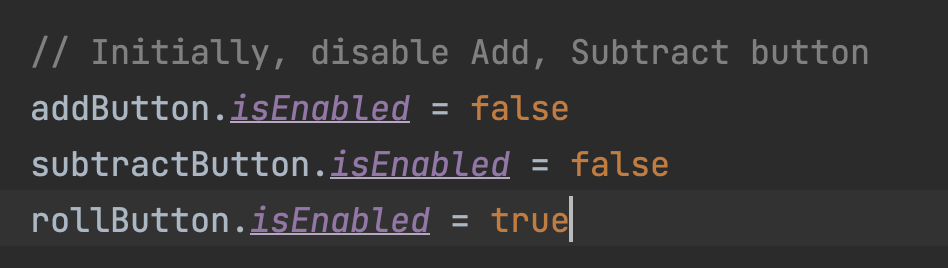 // Initially, disable Add, Subtract button
addButton.isEnabled = false
subtractButton.isEnabled = false
rollButton.isEnabled = true